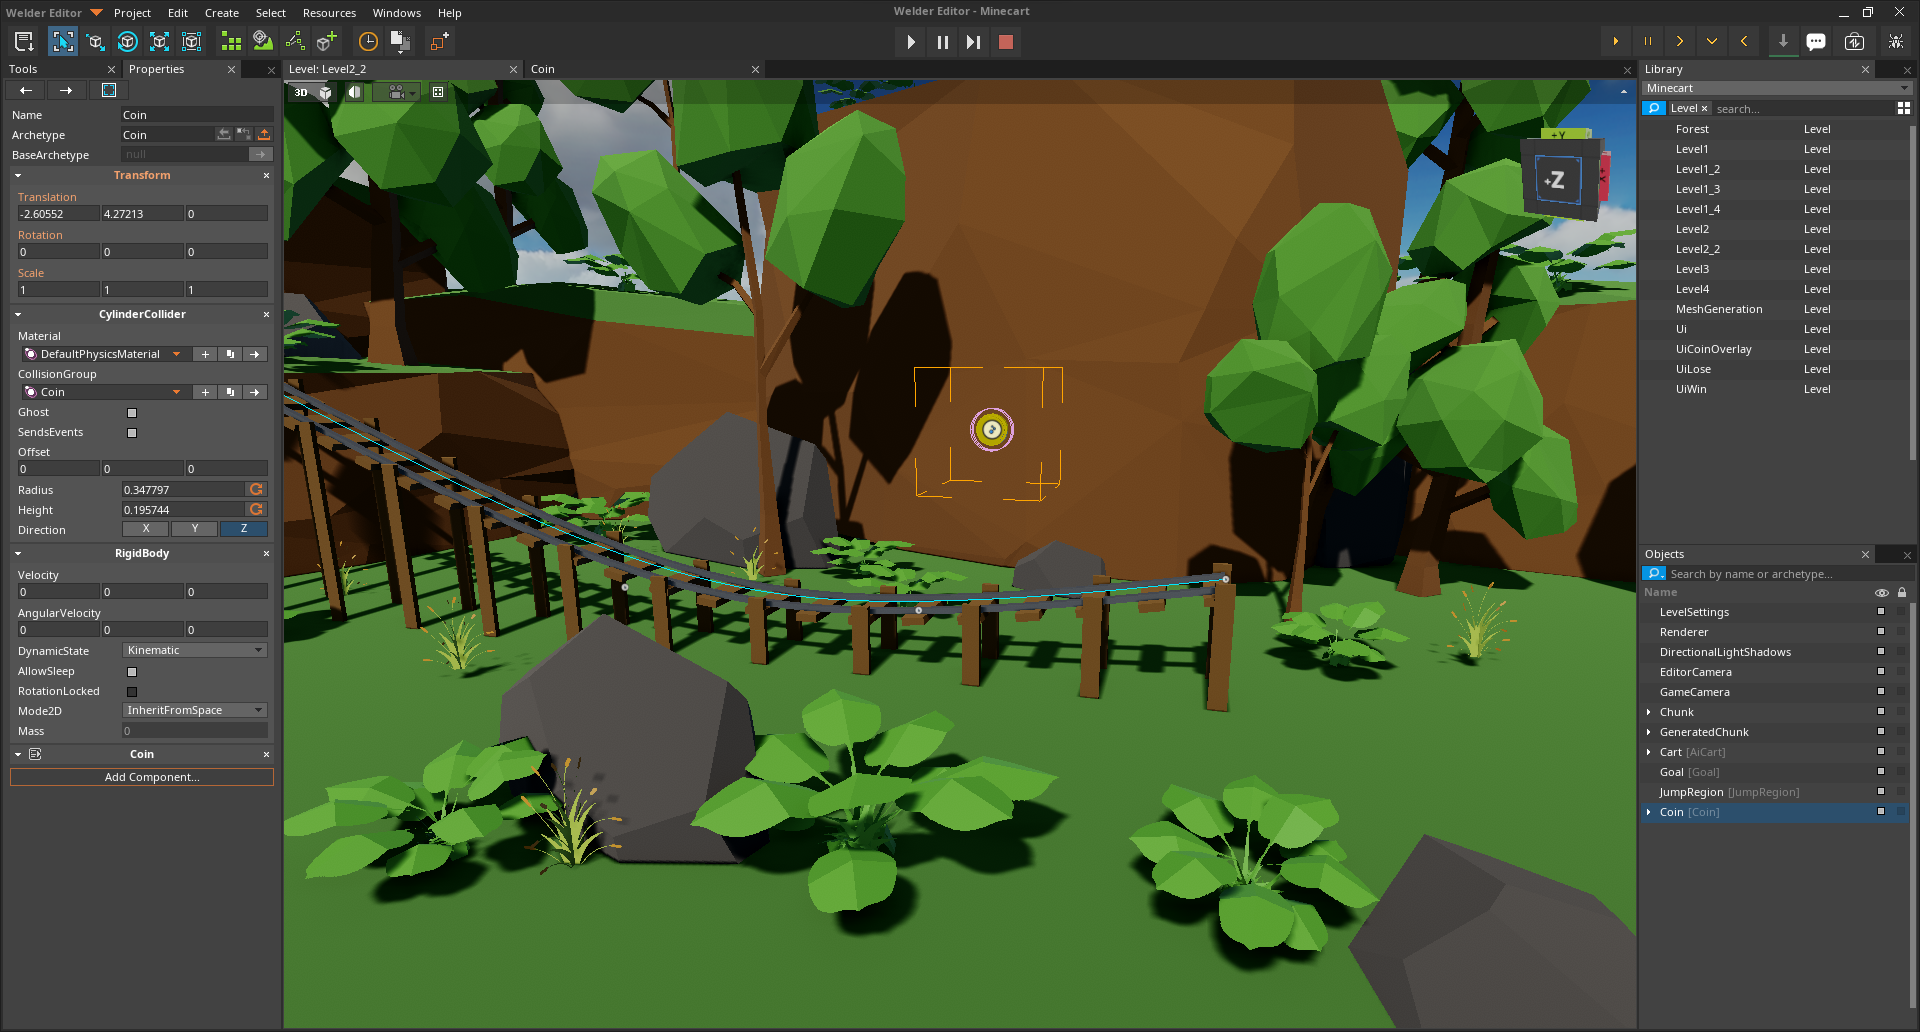 Welder Editor Project Edit Create Select Resources Windows Help
Welder Editor - Minecart
Tools Properties
Level: Level2_2
Coin
Name Coin
Archetype Coin
BaseArchetype null
Transform
Translation
-2.60552 4.27213 0
Rotation
0 0 0
Scale
1 1 1
CylinderCollider
Material
DefaultPhysicsMaterial
CollisionGroup
Coin
Ghost
SendsEvents
Offset
0 0 0
Radius 0.347797
Height 0.195744
Direction X Y Z
RigidBody
Velocity
0 0 0
AngularVelocity
0 0 0
DynamicState Kinematic
AllowSleep
RotationLocked
Mode2D InheritFromSpace
Mass 0
Coin
Add Component...
3D
+Y
+Z
+X
Library
Minecart
Level × search...
Forest Level
Level1 Level
Level1_2 Level
Level1_3 Level
Level1_4 Level
Level2 Level
Level2_2 Level
Level3 Level
Level4 Level
MeshGeneration Level
Ui Level
UiCoinOverlay Level
UiLose Level
UiWin Level
Objects
Search by name or archetype...
Name
LevelSettings
Renderer
DirectionalLightShadows
EditorCamera
GameCamera
Chunk
GeneratedChunk
Cart [AiCart]
Goal [Goal]
JumpRegion [JumpRegion]
Coin [Coin]